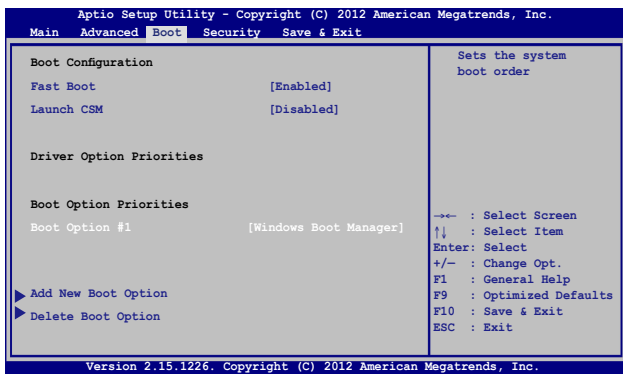 Aptio Setup Utility - Copyright (C) 2012 American Megatrends, Inc.
Main Advanced Boot Security Save & Exit
Boot Configuration
Fast Boot [Enabled]
Launch CSM [Disabled]
Driver Option Priorities
Boot Option Priorities
Boot Option #1 [Windows Boot Manager]
Add New Boot Option
Delete Boot Option
Sets the system
boot order
→← : Select Screen
↑↓ : Select Item
Enter: Select
+/— : Change Opt.
F1 : General Help
F9 : Optimized Defaults
F10 : Save & Exit
ESC : Exit
Version 2.15.1226. Copyright (C) 2012 American Megatrends, Inc.